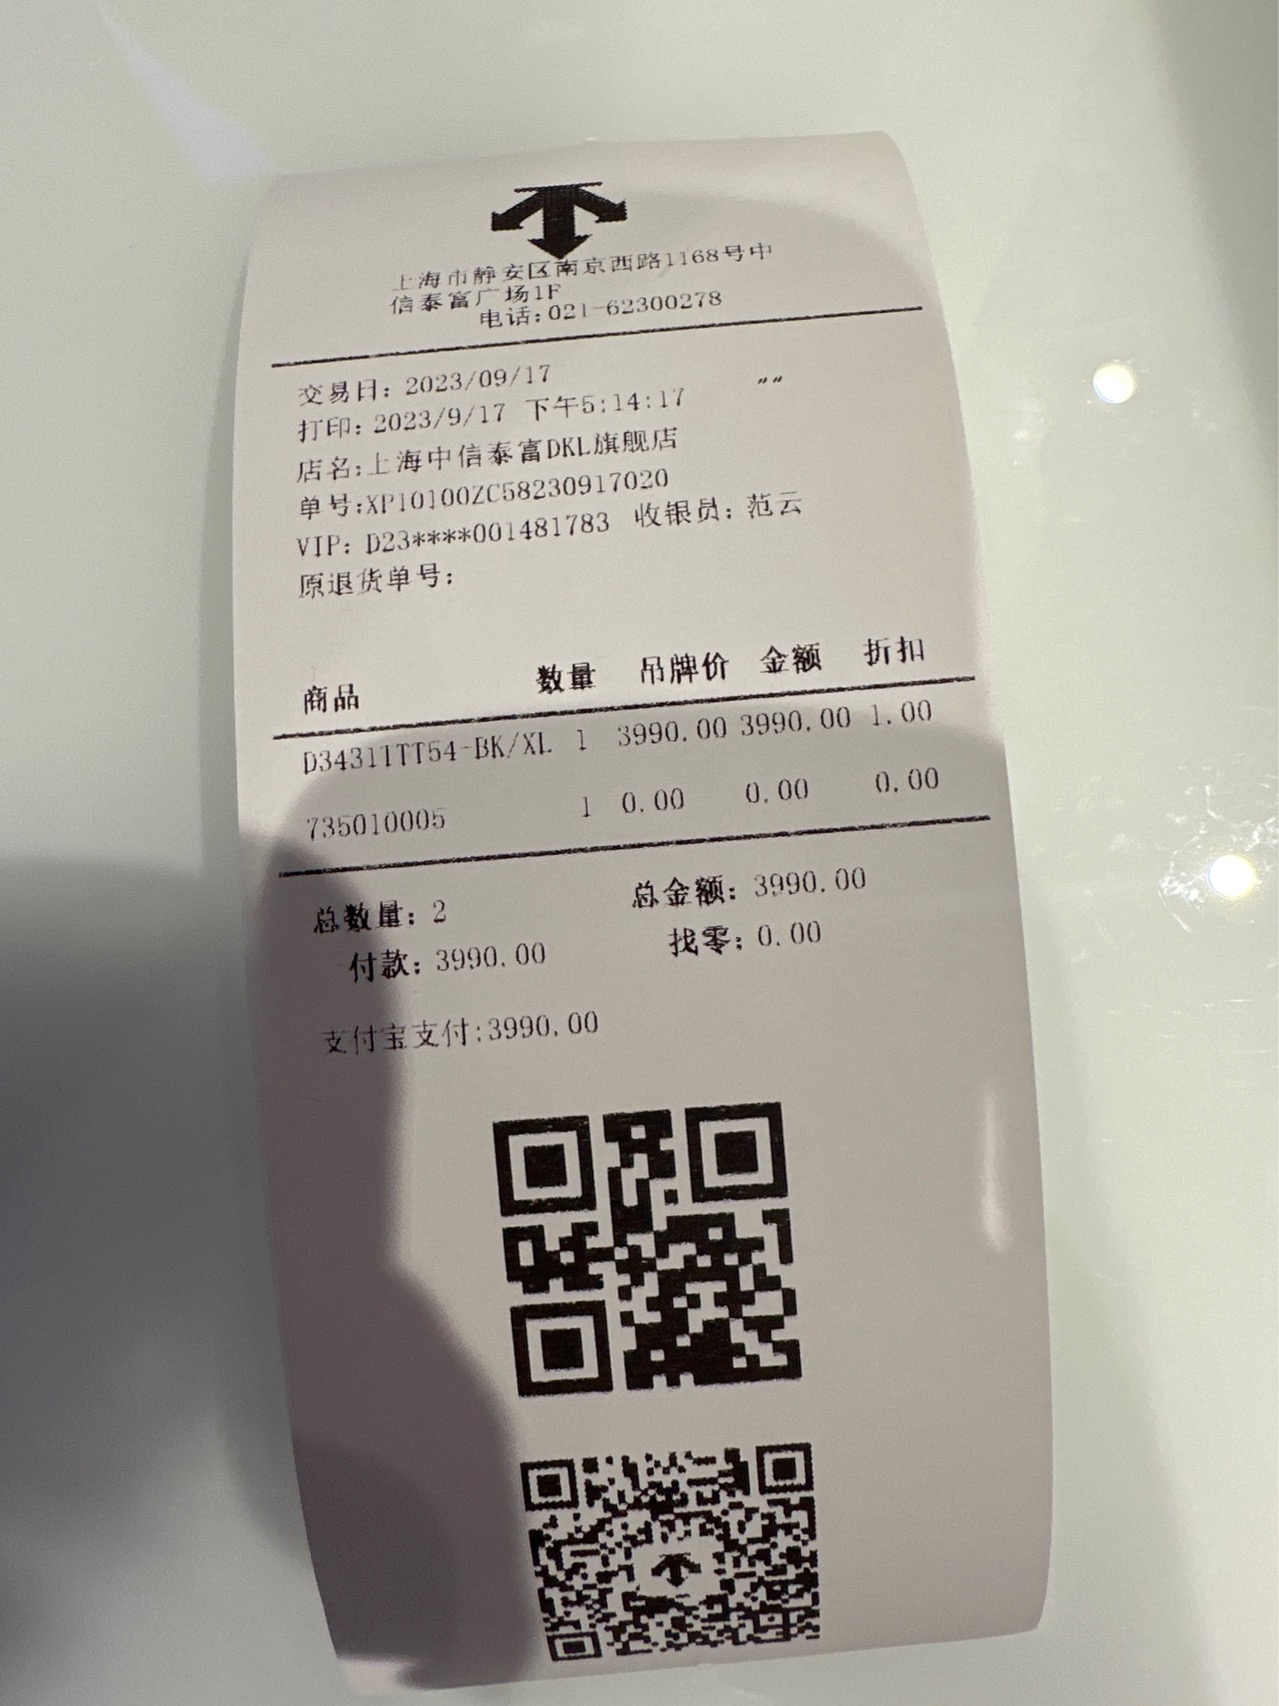 上海市静安区南京西路1168号中
信泰富广场1F
电话:021-62300278
交易日: 2023/09/17
打印: 2023/9/17 下午5:14:17 ""
店名:上海中信泰富DKL旗舰店
单号:XP10100ZC58230917020
VIP: D23****001481783 收银员: 范云
原退货单号:
商品 数量 吊牌价 金额 折扣
D3431ITT54-BK/XL 1 3990.00 3990.00 1.00
735010005 1 0.00 0.00 0.00
总数量: 2 总金额: 3990.00
付款: 3990.00 找零: 0.00
支付宝支付:3990.00